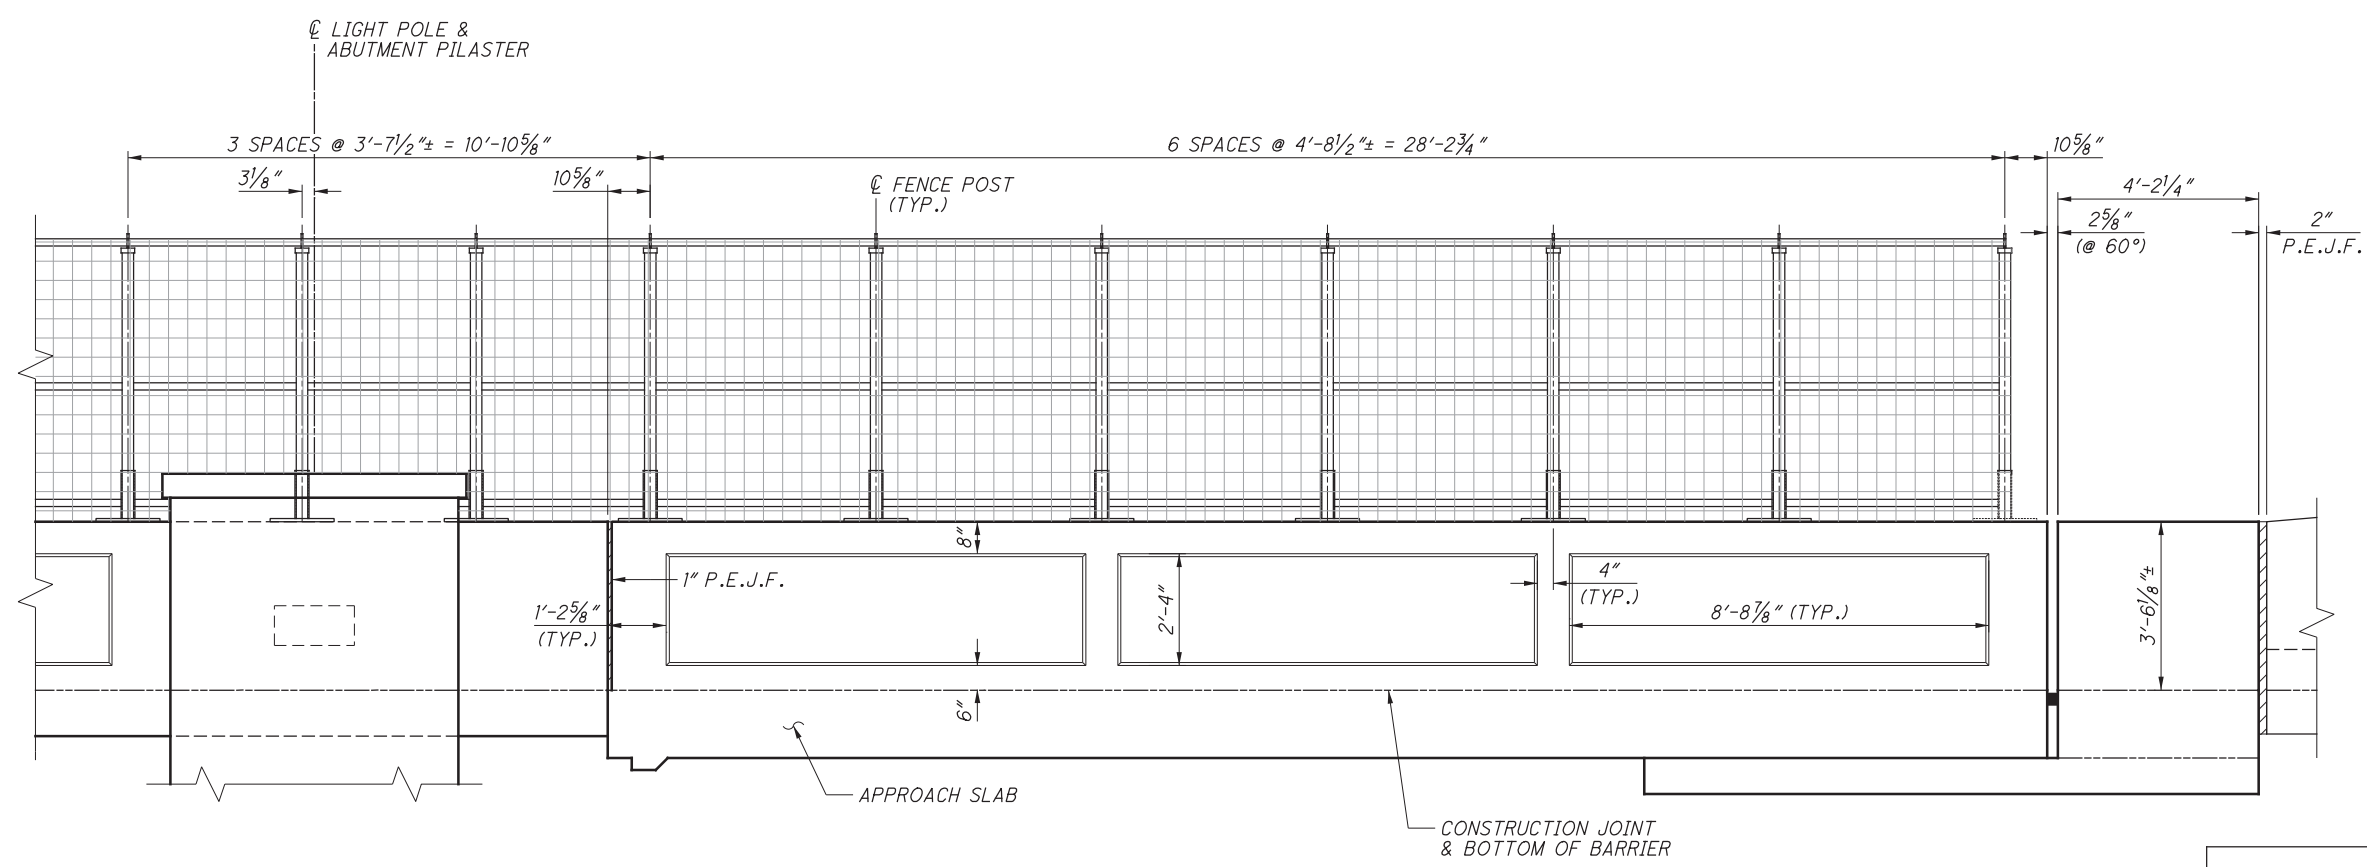 ℄ LIGHT POLE &
ABUTMENT PILASTER
3 SPACES @ 3'-7½"± = 10'-10⅝"
6 SPACES @ 4'-8½"± = 28'-2¾"
10⅝"
3⅛"
10⅝"
℄ FENCE POST
(TYP.)
4'-2¼"
2⅝"
(@ 60°)
2"
P.E.J.F.
8"
1" P.E.J.F.
1'-2⅝"
(TYP.)
2'-4"
4"
(TYP.)
8'-8⅞" (TYP.)
3'-6⅛"±
6"
APPROACH SLAB
CONSTRUCTION JOINT
& BOTTOM OF BARRIER